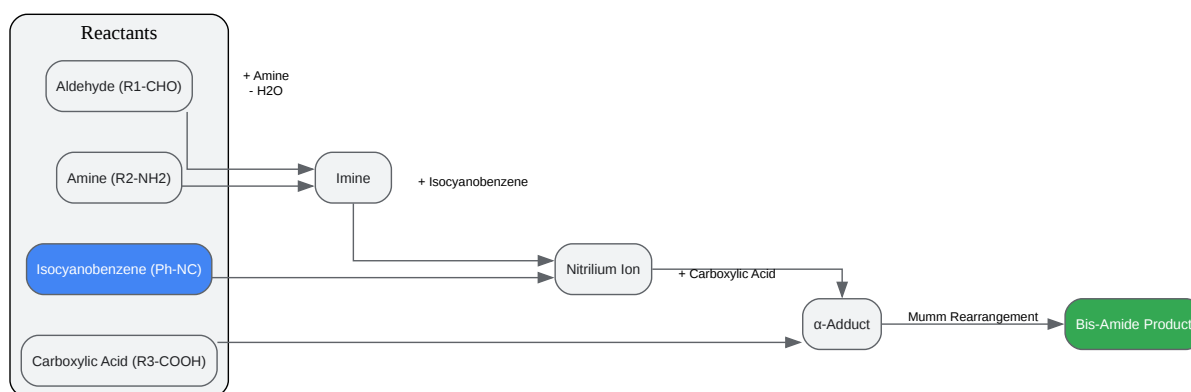 Reactants
Aldehyde (R1-CHO)
+ Amine
- H2O
Amine (R2-NH2)
Imine
+ Isocyanobenzene
Isocyanobenzene (Ph-NC)
Nitrilium Ion
+ Carboxylic Acid
α-Adduct
Mumm Rearrangement
Bis-Amide Product
Carboxylic Acid (R3-COOH)